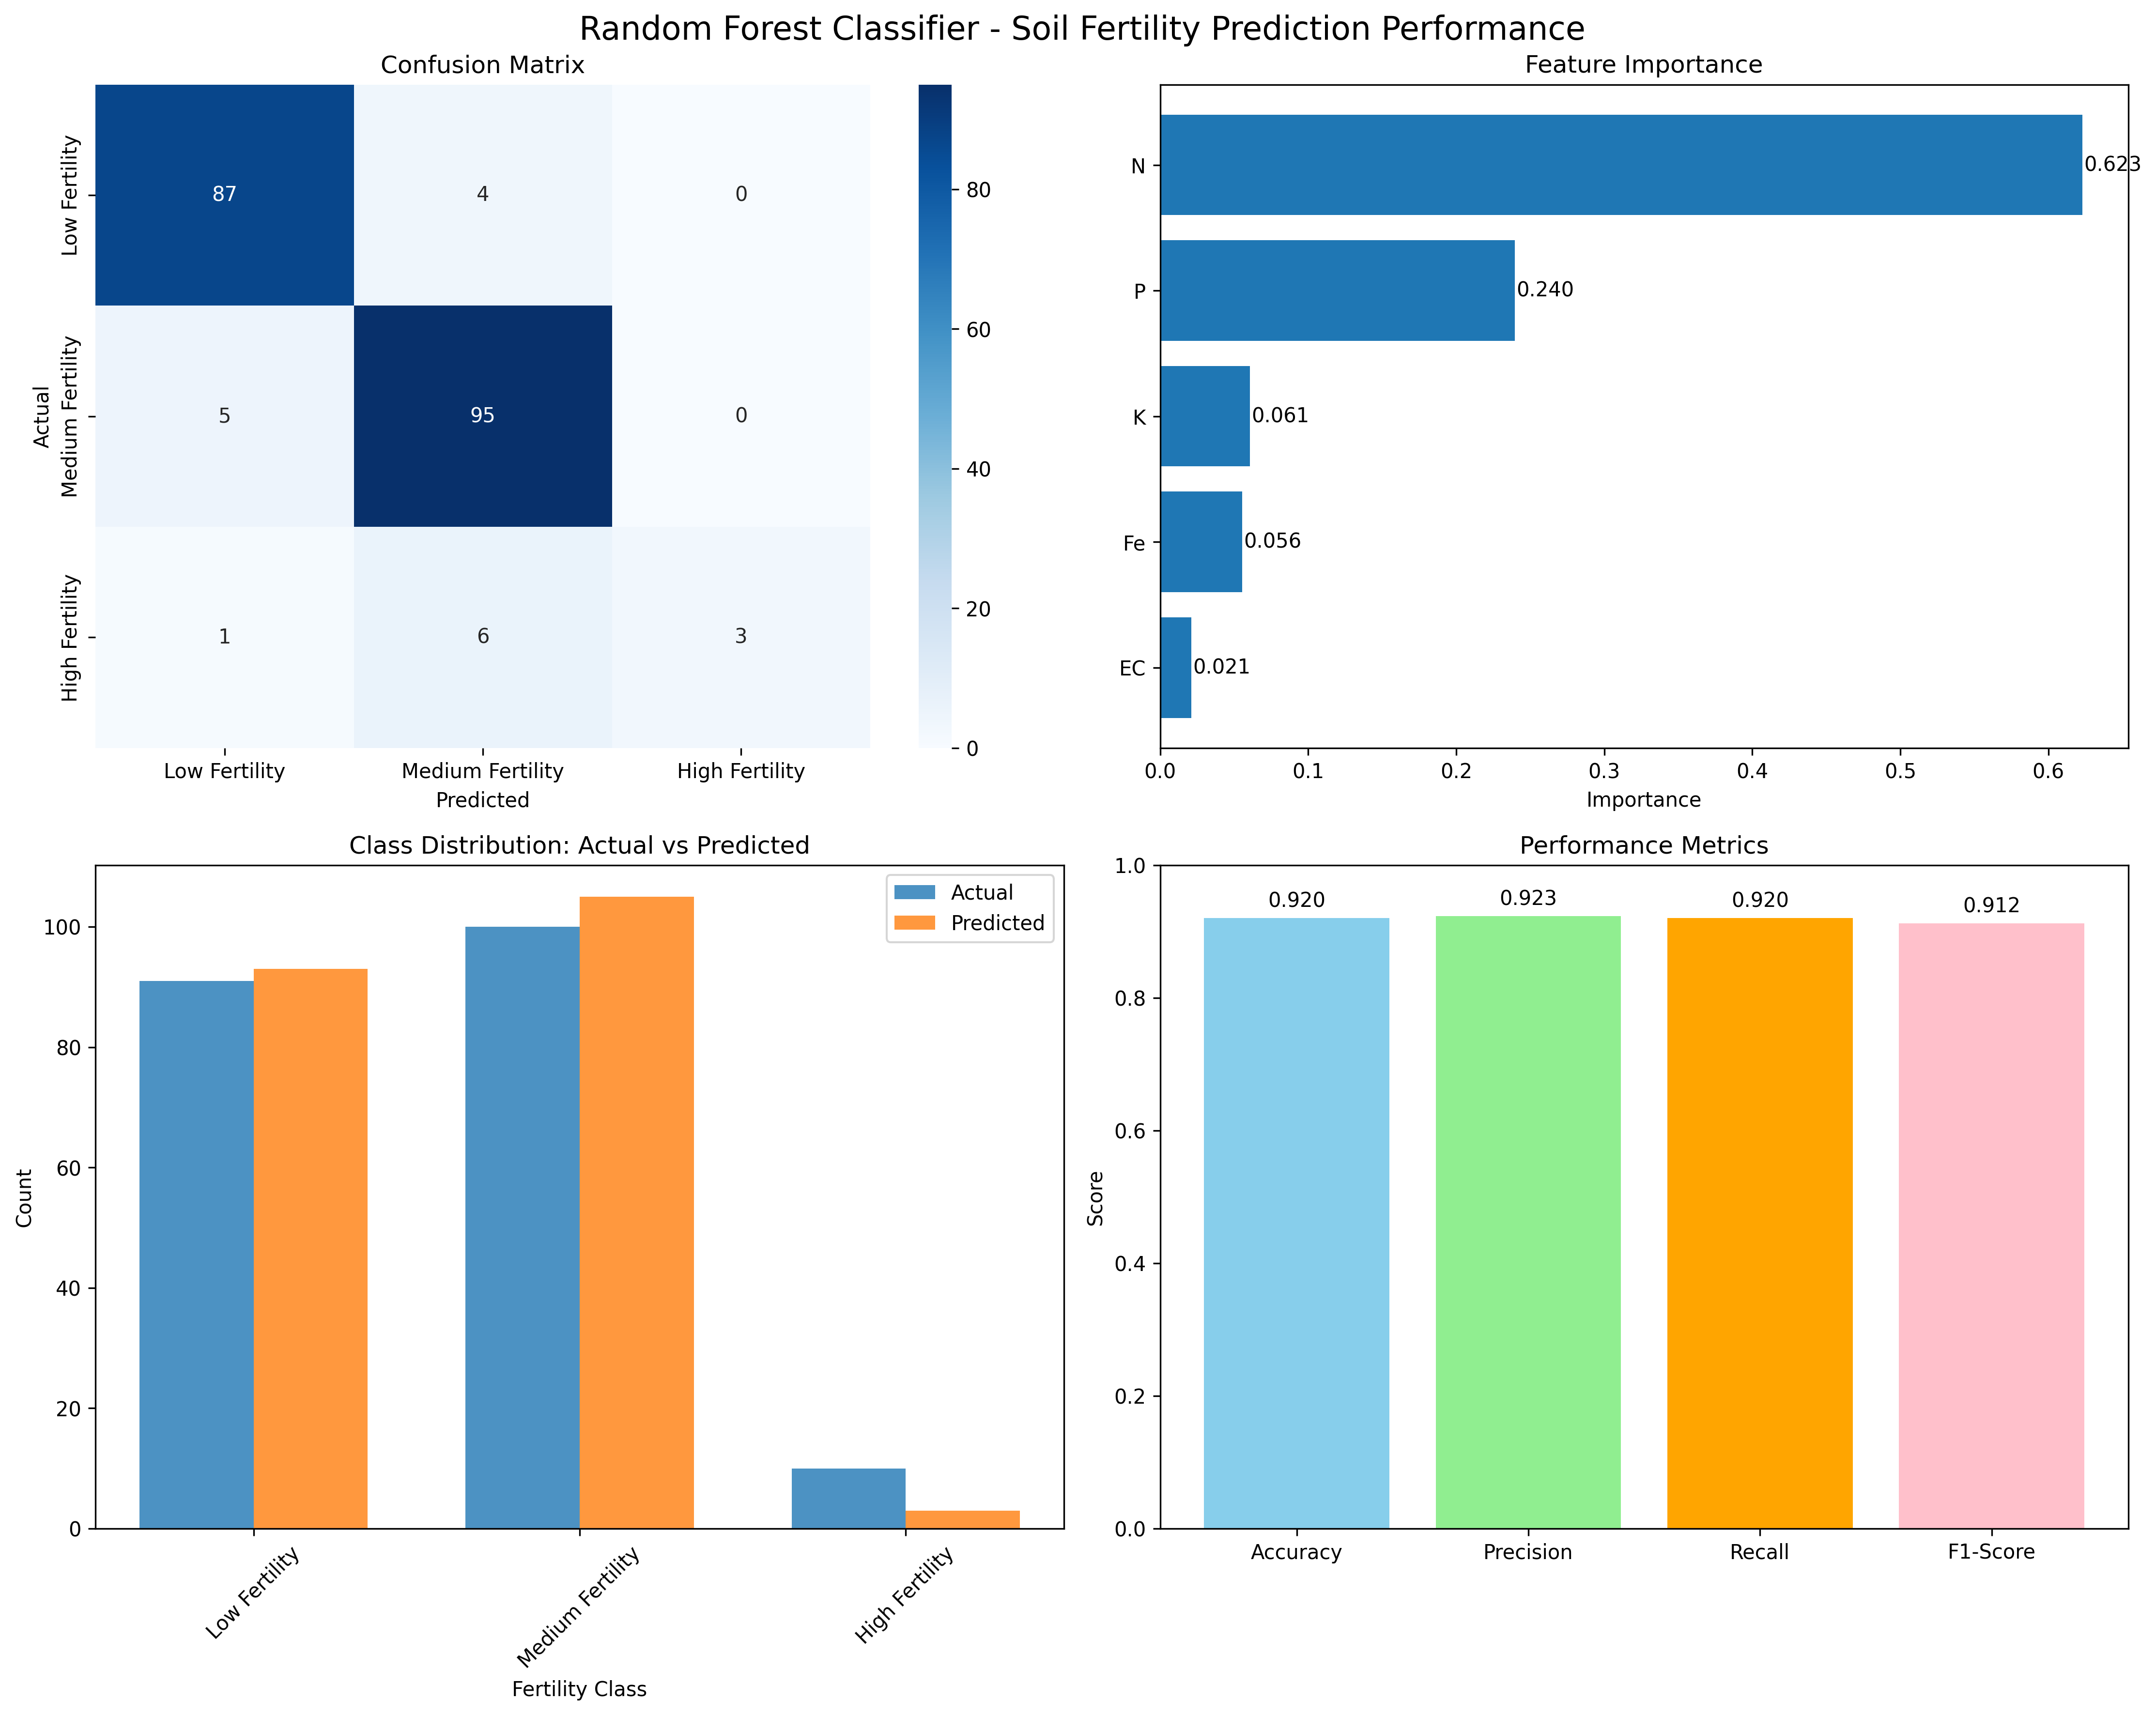 Random Forest Classifier - Soil Fertility Prediction Performance
Confusion Matrix
Actual
Low Fertility
Medium Fertility
High Fertility
87 4 0
5 95 0
1 6 3
Low Fertility Medium Fertility High Fertility
Predicted
80
60
40
20
0
Feature Importance
N 0.623
P 0.240
K 0.061
Fe 0.056
EC 0.021
0.0 0.1 0.2 0.3 0.4 0.5 0.6
Importance
Class Distribution: Actual vs Predicted
Actual
Predicted
Count
100
80
60
40
20
0
Low Fertility Medium Fertility High Fertility
Fertility Class
Performance Metrics
Score
1.0
0.8
0.6
0.4
0.2
0.0
0.920 0.923 0.920 0.912
Accuracy Precision Recall F1-Score